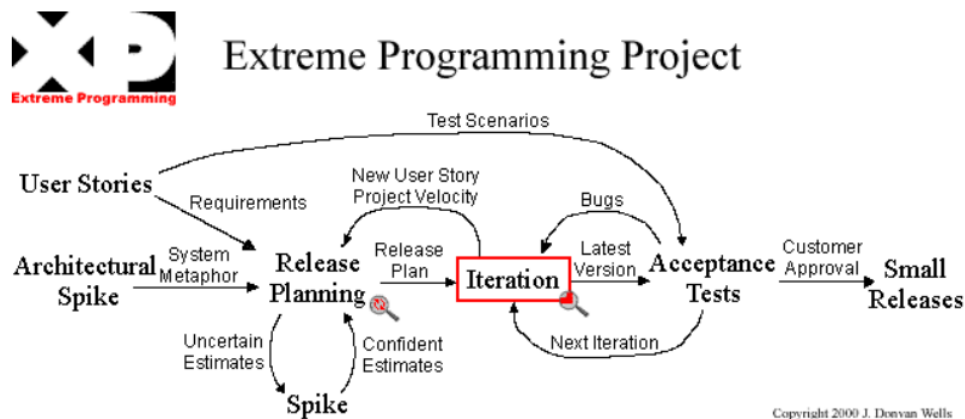 XP
Extreme Programming
Extreme Programming Project
Test Scenarios
User Stories
New User Story
Project Velocity
Bugs
Requirements
Architectural
Spike
System
Metaphor
Release
Planning
Release
Plan
Iteration
Latest
Version
Acceptance
Tests
Customer
Approval
Small
Releases
Uncertain
Estimates
Confident
Estimates
Next Iteration
Spike
Copyright 2000 J. Donvan Wells